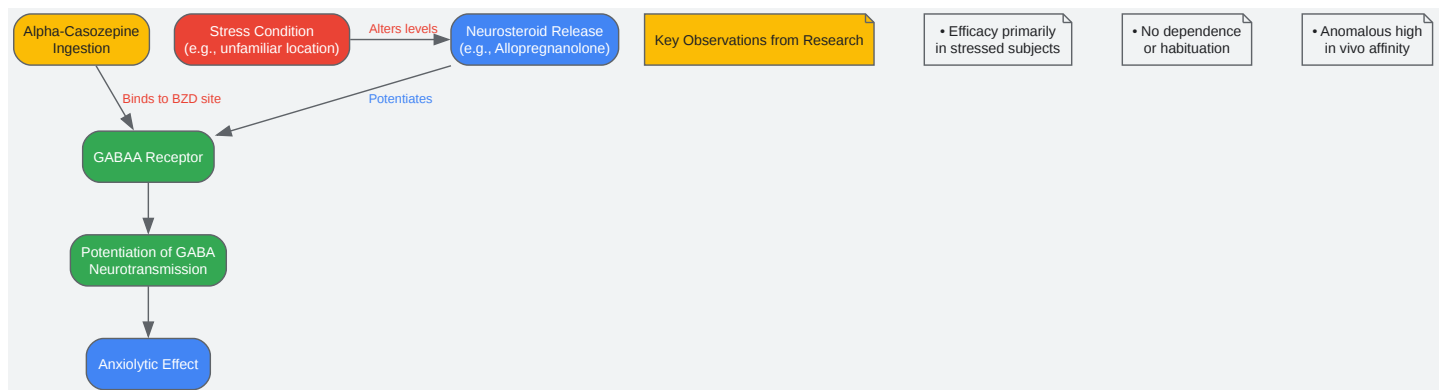 Alpha-Casozepine
Ingestion
Stress Condition
(e.g., unfamiliar location)
Alters levels
Neurosteroid Release
(e.g., Allopregnanolone)
Key Observations from Research
• Efficacy primarily
in stressed subjects
• No dependence
or habituation
• Anomalous high
in vivo affinity
Binds to BZD site
Potentiates
GABAA Receptor
Potentiation of GABA
Neurotransmission
Anxiolytic Effect